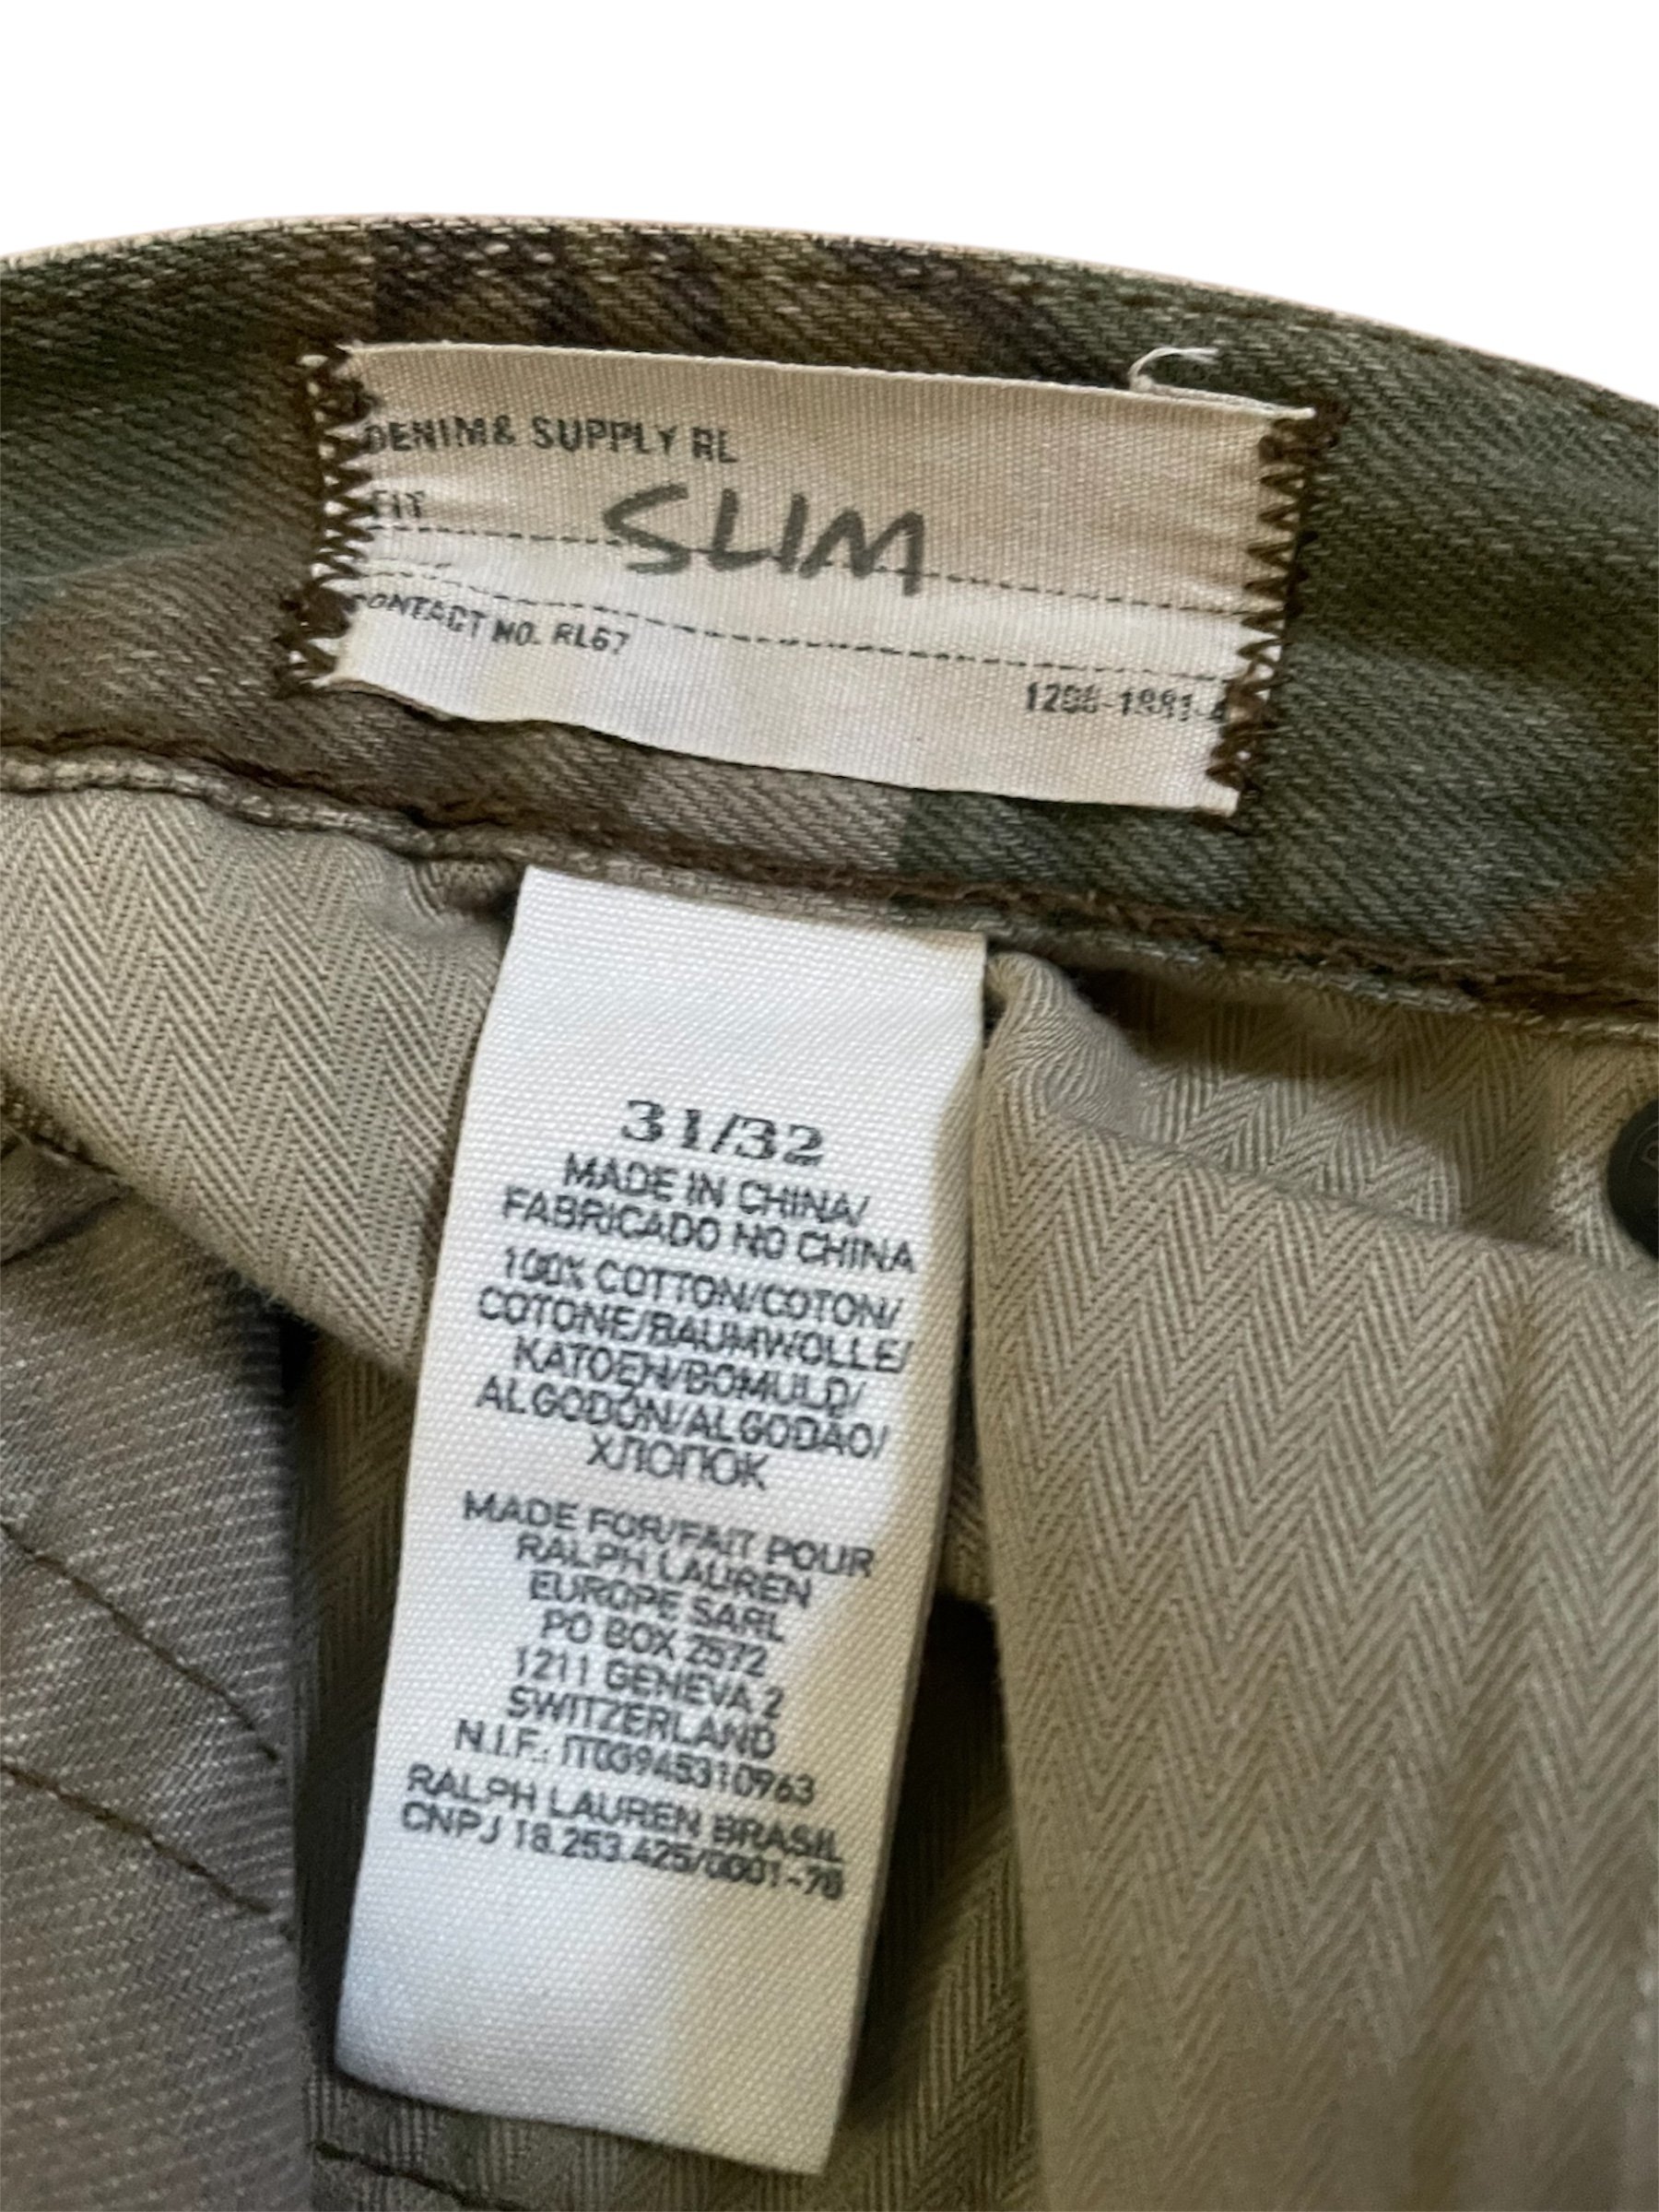 DENIM& SUPPLY RL
FIT SLIM
CONTACT NO. RL67
31/32
MADE IN CHINA/
FABRICADO NO CHINA
100% COTTON/COTON/
COTONE/BAUMWOLLE/
KATOEN/BOMULD/
ALGODÓN/ALGODÃO/
ХЛОПОК
MADE FOR/FAIT POUR
RALPH LAUREN
EUROPE SARL
PO BOX 2572
1211 GENEVA 2
SWITZERLAND
N.I.F.: IT03945310963
RALPH LAUREN BRASIL
CNPJ 18.253.425/0001-70